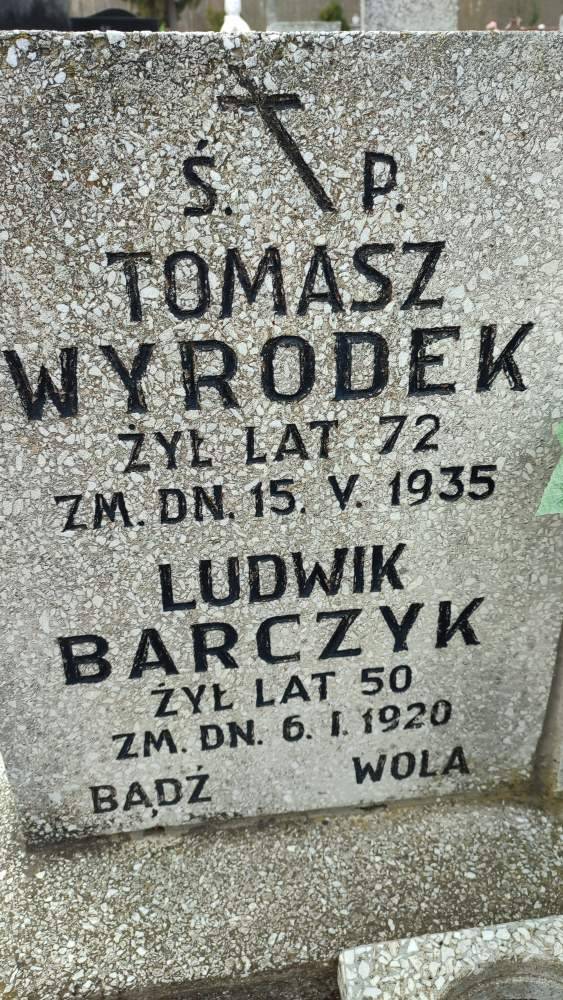 Ś. P.
TOMASZ
WYRODEK
ŻYŁ LAT 72
ZM. DN. 15. V. 1935
LUDWIK
BARCZYK
ŻYŁ LAT 50
ZM. DN. 6. I. 1920
BĄDŹ WOLA